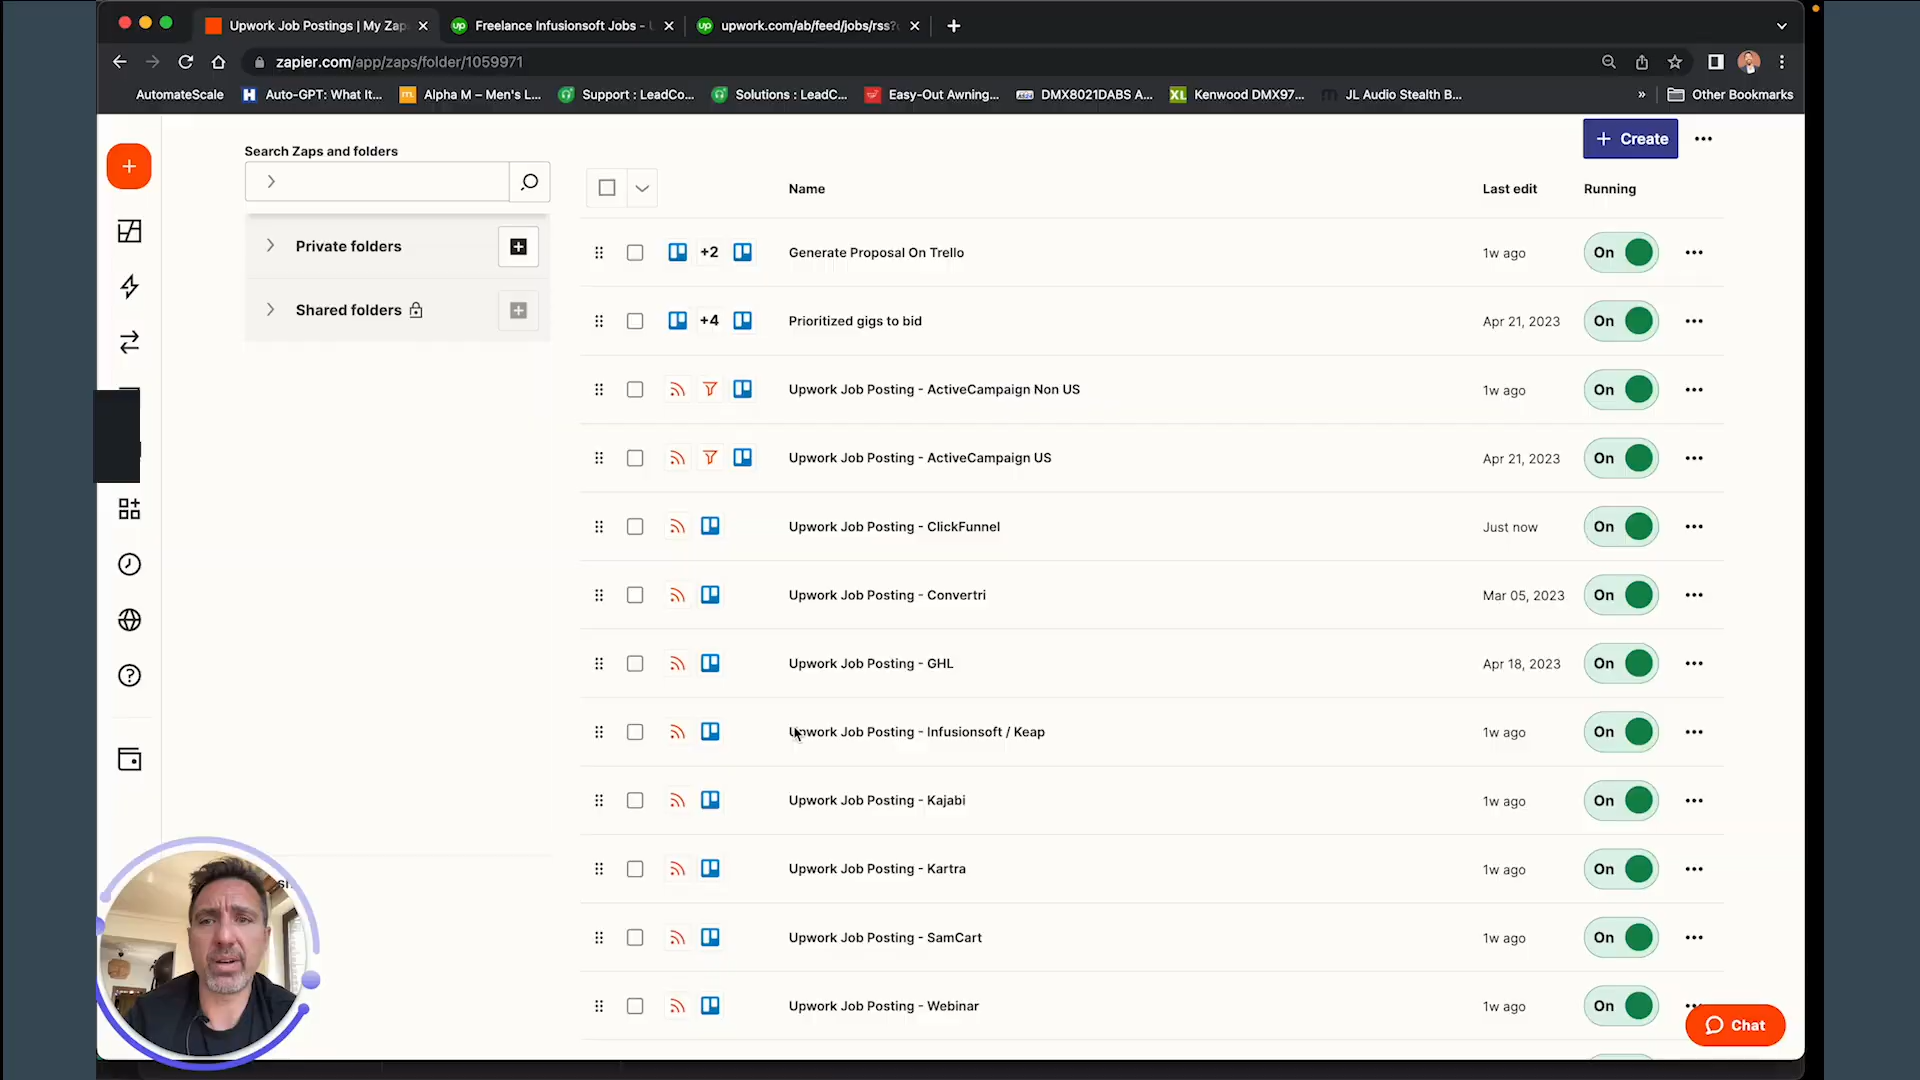 Upwork Job Postings | My Zap
Freelance Infusionsoft Jobs -
upwork.com/ab/feed/jobs/rss?
zapier.com/app/zaps/folder/1059971
AutomateScale
Auto-GPT: What It...
Alpha M – Men's L...
Support : LeadCo...
Solutions : LeadC...
Easy-Out Awning...
DMX8021DABS A...
XL
Kenwood DMX97...
JL Audio Stealth B...
»
Other Bookmarks
Search Zaps and folders
+ Create
Name
Last edit
Running
Private folders
Shared folders
+2
Generate Proposal On Trello
1w ago
On
+4
Prioritized gigs to bid
Apr 21, 2023
On
Upwork Job Posting - ActiveCampaign Non US
1w ago
On
Upwork Job Posting - ActiveCampaign US
Apr 21, 2023
On
Upwork Job Posting - ClickFunnel
Just now
On
Upwork Job Posting - Convertri
Mar 05, 2023
On
Upwork Job Posting - GHL
Apr 18, 2023
On
Upwork Job Posting - Infusionsoft / Keap
1w ago
On
Upwork Job Posting - Kajabi
1w ago
On
Upwork Job Posting - Kartra
1w ago
On
Upwork Job Posting - SamCart
1w ago
On
Upwork Job Posting - Webinar
1w ago
On
Chat